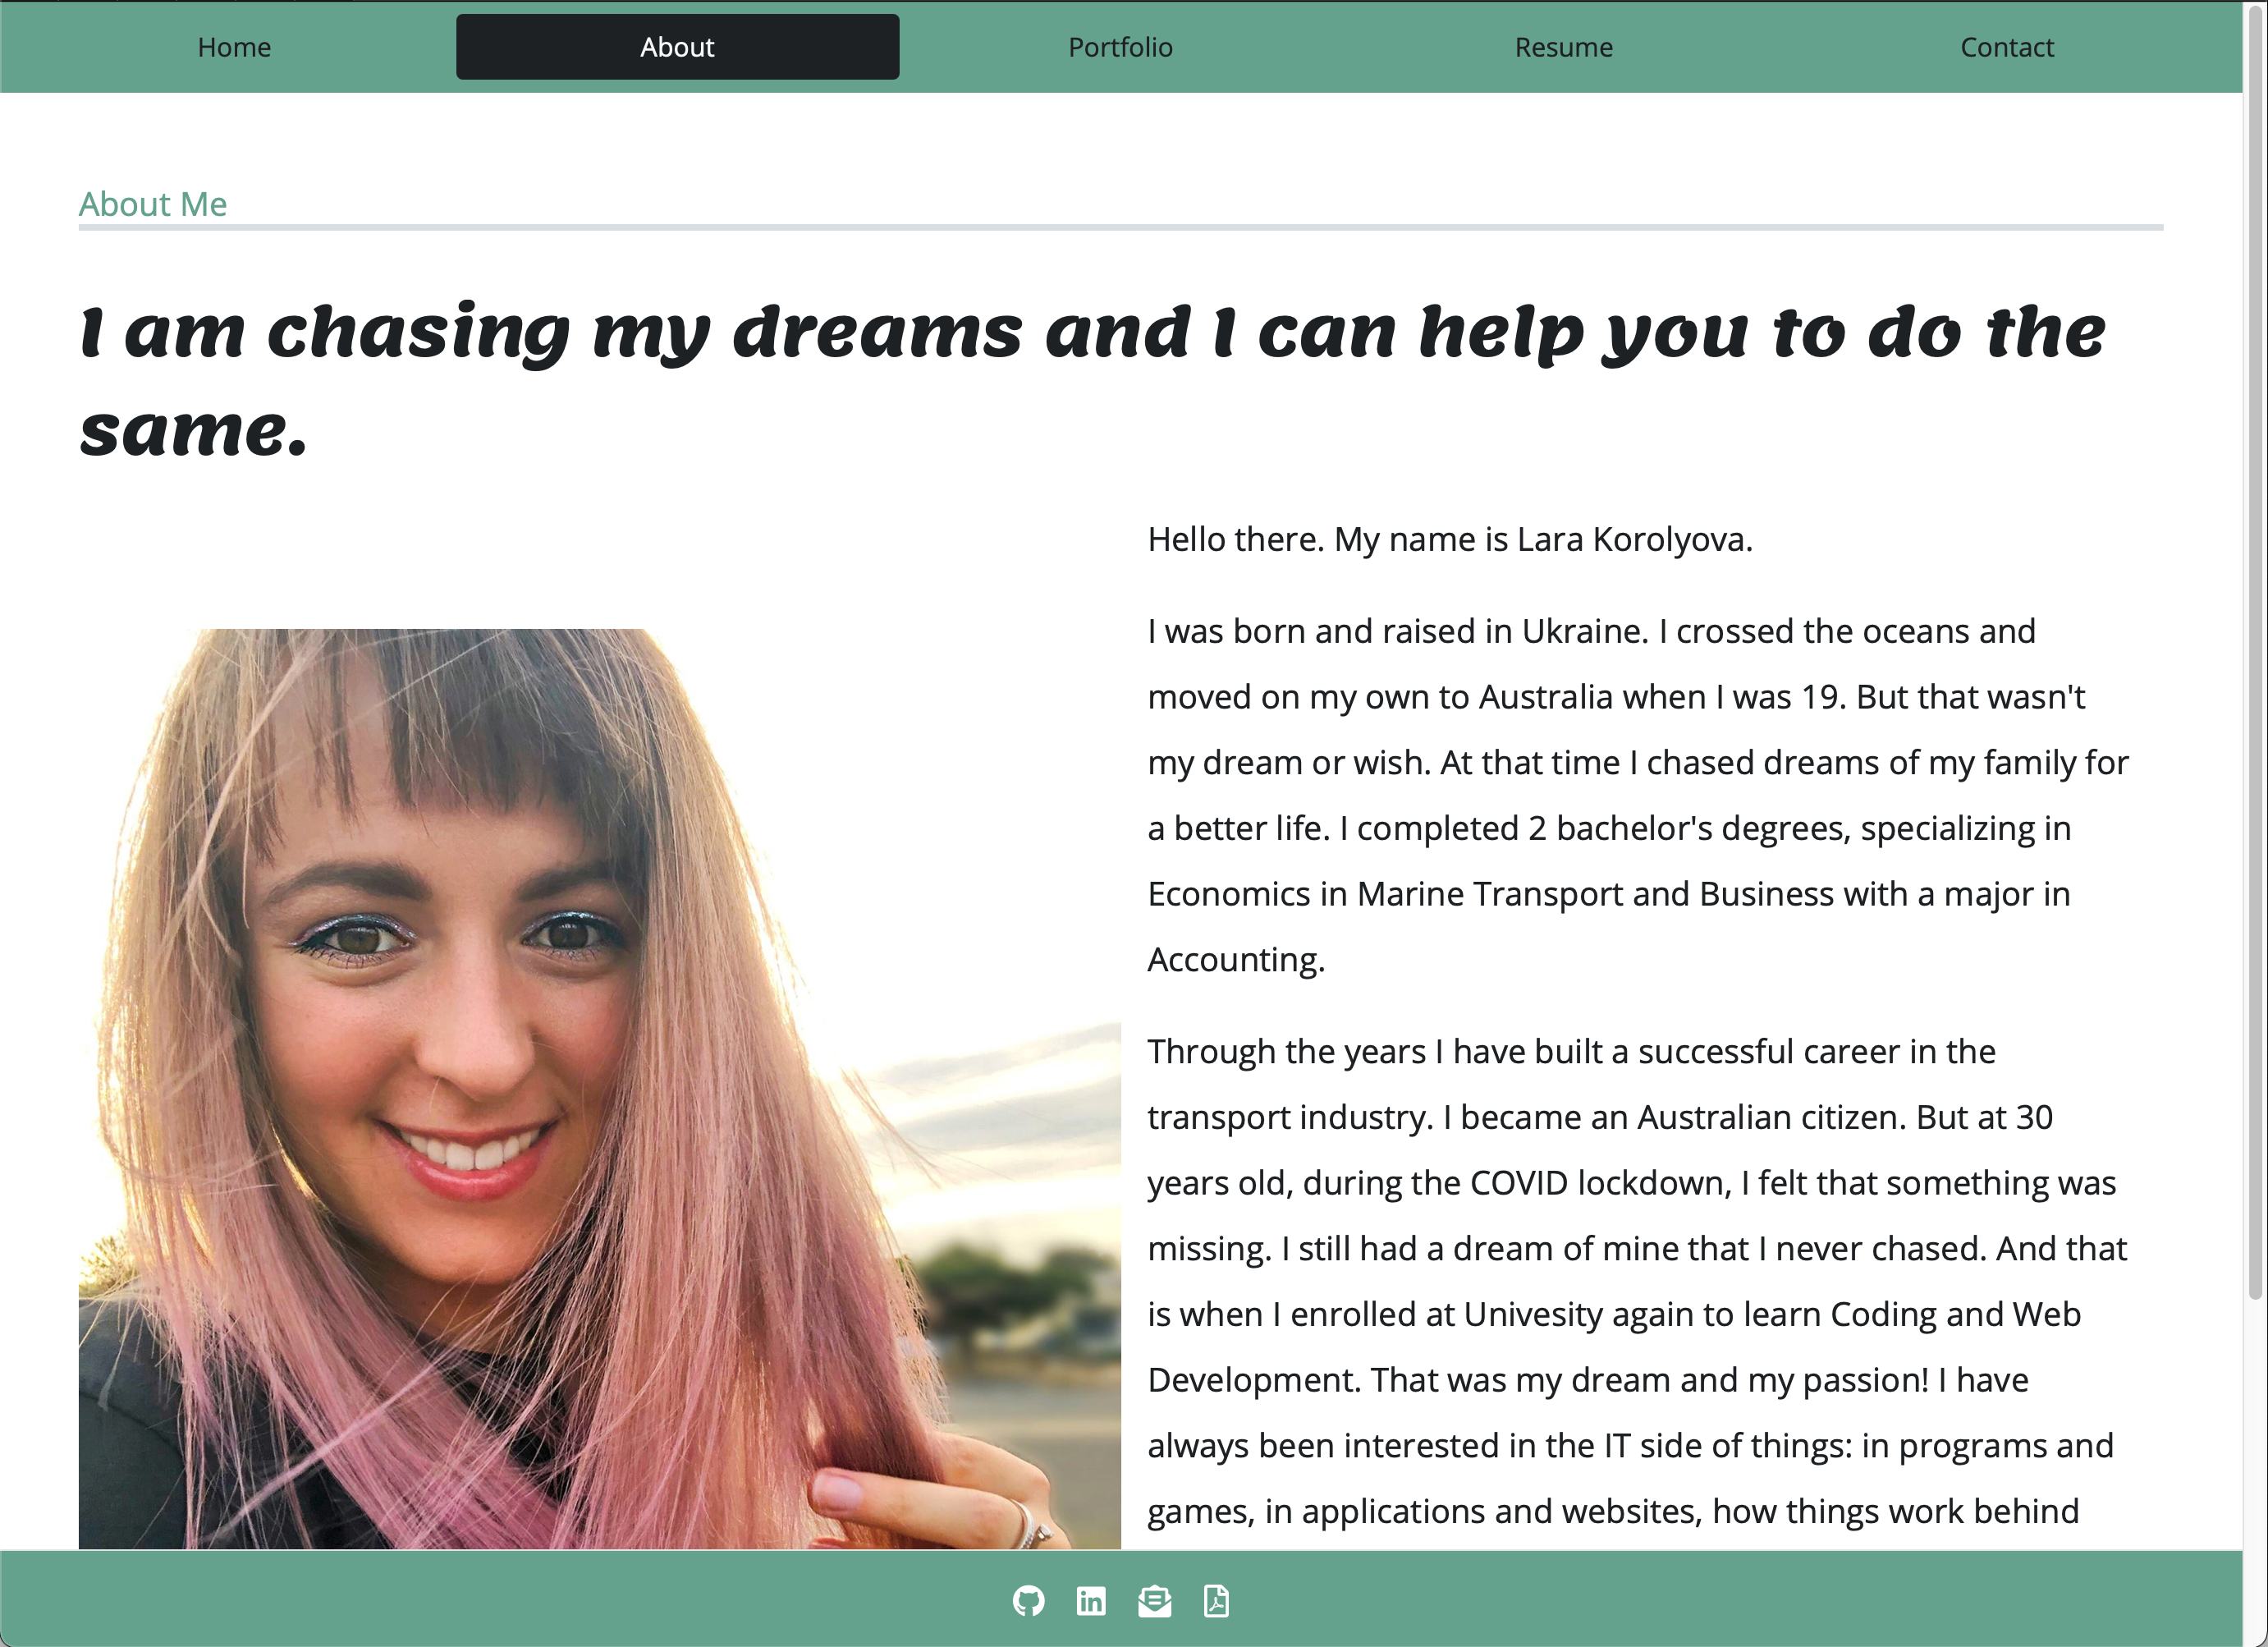 Home About Portfolio Resume Contact
About Me
I am chasing my dreams and I can help you to do the
same.
Hello there. My name is Lara Korolyova.
I was born and raised in Ukraine. I crossed the oceans and
moved on my own to Australia when I was 19. But that wasn't
my dream or wish. At that time I chased dreams of my family for
a better life. I completed 2 bachelor's degrees, specializing in
Economics in Marine Transport and Business with a major in
Accounting.
Through the years I have built a successful career in the
transport industry. I became an Australian citizen. But at 30
years old, during the COVID lockdown, I felt that something was
missing. I still had a dream of mine that I never chased. And that
is when I enrolled at Univesity again to learn Coding and Web
Development. That was my dream and my passion! I have
always been interested in the IT side of things: in programs and
games, in applications and websites, how things work behind
in